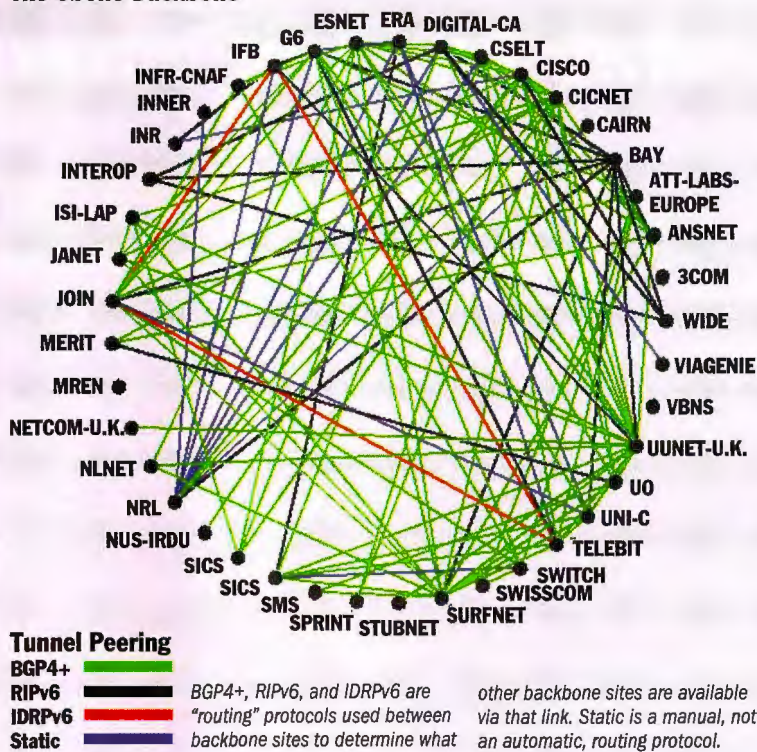 ESNET
ERA
DIGITAL-CA
G6
CSELT
IFB
CISCO
INFR-CNAF
CICNET
INNER
CAIRN
INR
BAY
INTEROP
ATT-LABS-
EUROPE
ISI-LAP
ANSNET
JANET
3COM
JOIN
WIDE
MERIT
VIAGENIE
MREN
VBNS
NETCOM-U.K.
UUNET-U.K.
NLNET
UO
NRL
UNI-C
NUS-IRDU
TELEBIT
SICS
SWITCH
SICS
SWISSCOM
SMS
SURFNET
SPRINT
STUBNET
Tunnel Peering
BGP4+
RIPv6
IDRPv6
Static
BGP4+, RIPv6, and IDRPv6 are
"routing" protocols used between
backbone sites to determine what
other backbone sites are available
via that link. Static is a manual, not
an automatic, routing protocol.